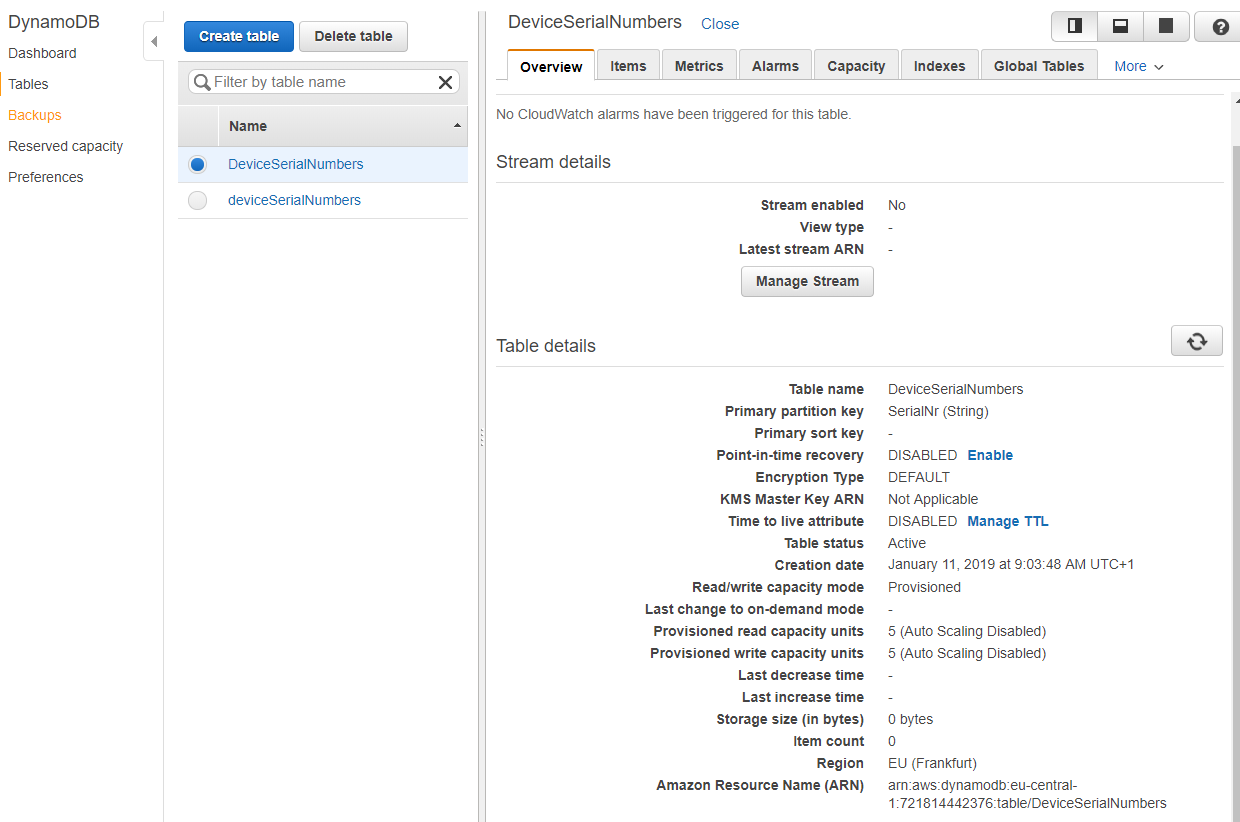 DynamoDB
Dashboard
Tables
Backups
Reserved capacity
Preferences
Create table Delete table
Filter by table name
Name
DeviceSerialNumbers
deviceSerialNumbers
DeviceSerialNumbers Close
Overview Items Metrics Alarms Capacity Indexes Global Tables More
No CloudWatch alarms have been triggered for this table.
Stream details
Stream enabled No
View type -
Latest stream ARN -
Manage Stream
Table details
Table name DeviceSerialNumbers
Primary partition key SerialNr (String)
Primary sort key -
Point-in-time recovery DISABLED Enable
Encryption Type DEFAULT
KMS Master Key ARN Not Applicable
Time to live attribute DISABLED Manage TTL
Table status Active
Creation date January 11, 2019 at 9:03:48 AM UTC+1
Read/write capacity mode Provisioned
Last change to on-demand mode -
Provisioned read capacity units 5 (Auto Scaling Disabled)
Provisioned write capacity units 5 (Auto Scaling Disabled)
Last decrease time -
Last increase time -
Storage size (in bytes) 0 bytes
Item count 0
Region EU (Frankfurt)
Amazon Resource Name (ARN) arn:aws:dynamodb:eu-central-
1:721814442376:table/DeviceSerialNumbers